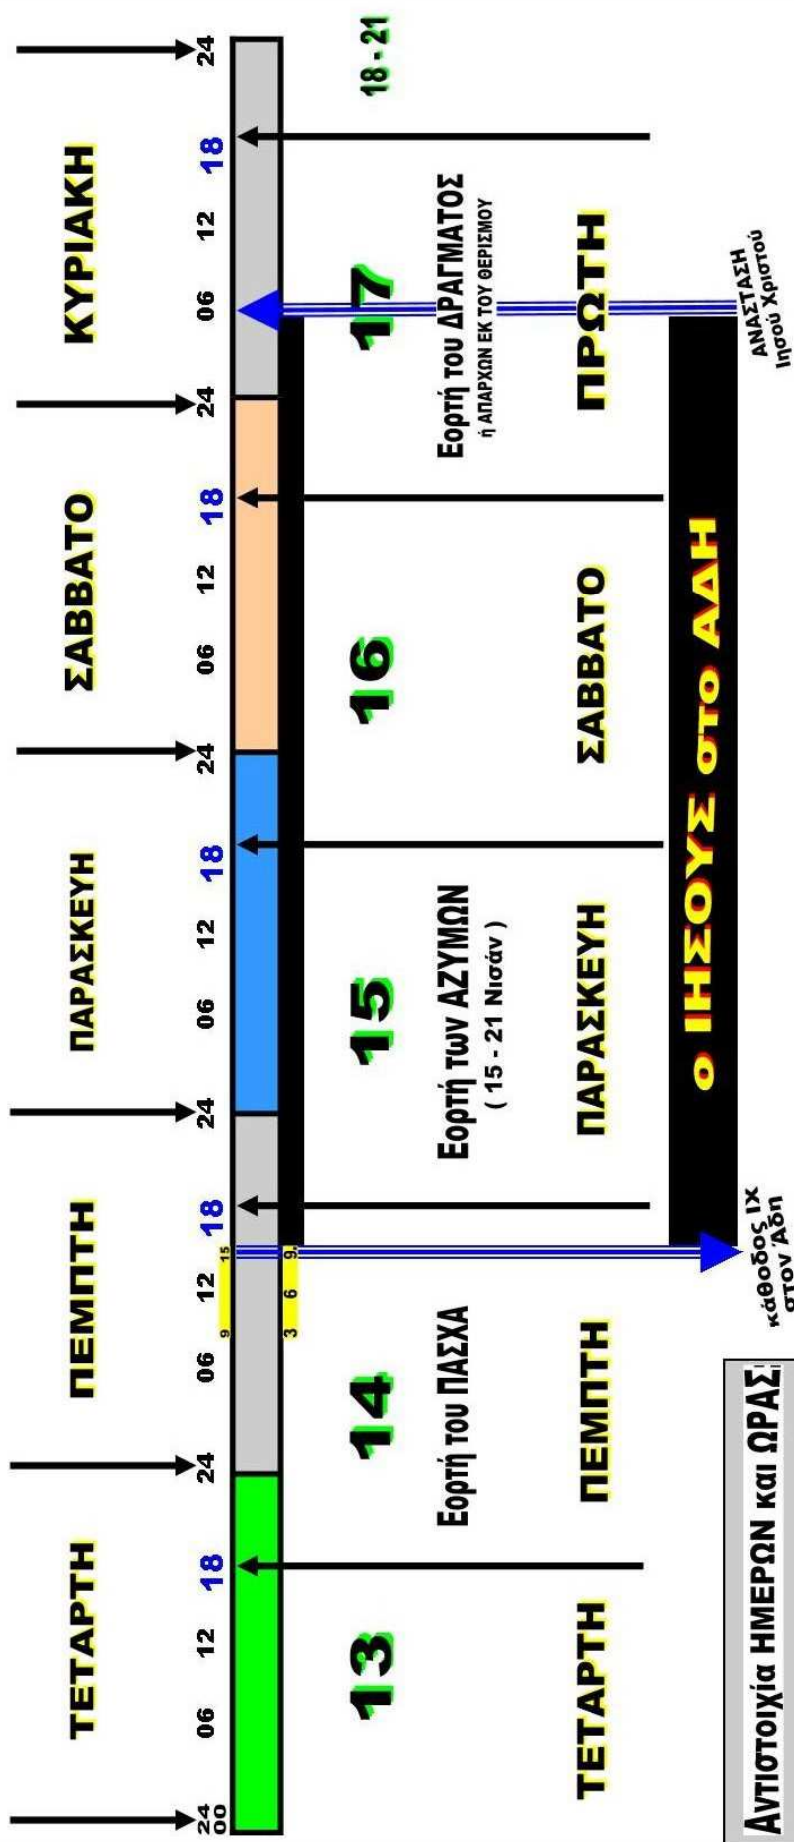 ΤΕΤΑΡΤΗ ΠΕΜΠΤΗ ΠΑΡΑΣΚΕΥΗ ΣΑΒΒΑΤΟ ΚΥΡΙΑΚΗ
24 06 12 18 24 06 12 18 24 06 12 18 24 06 12 18 24 06 12 18 24
00
9 15
3 6 9.
13 14 15 16 17 18 - 21
Εορτή του ΠΑΣΧΑ
Εορτή των ΑΖΥΜΩΝ
( 15 - 21 Νισάν )
Εορτή του ΔΡΑΓΜΑΤΟΣ
ή ΑΠΑΡΧΩΝ ΕΚ ΤΟΥ ΘΕΡΙΣΜΟΥ
ΤΕΤΑΡΤΗ ΠΕΜΠΤΗ ΠΑΡΑΣΚΕΥΗ ΣΑΒΒΑΤΟ ΠΡΩΤΗ
ο ΙΗΣΟΥΣ στο ΑΔΗ
κάθοδος ΙΧ
στον Άδη
ΑΝΑΣΤΑΣΗ
Ιησού Χριστού
Αντιστοιχία ΗΜΕΡΩΝ και ΩΡΑΣ